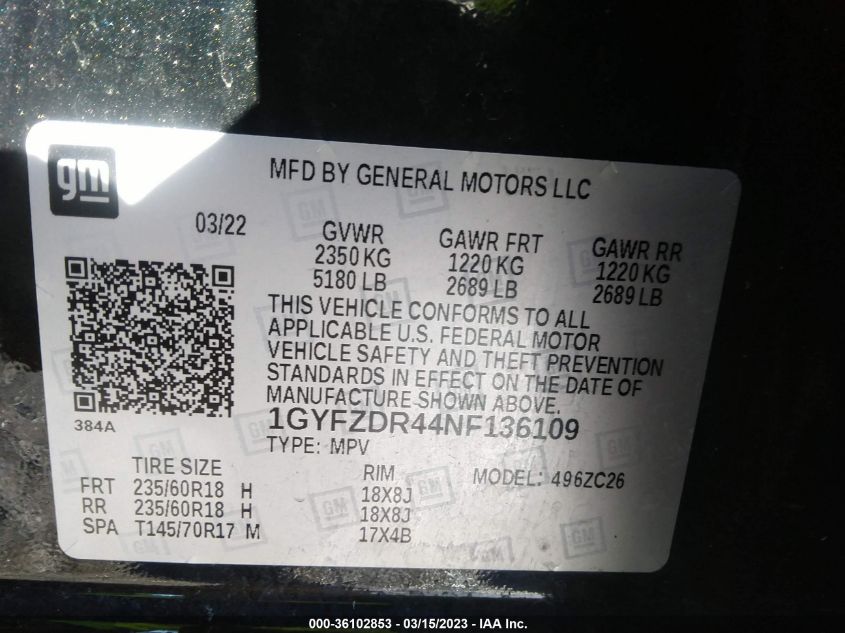 gm
MFD BY GENERAL MOTORS LLC
03/22
GVWR GAWR FRT GAWR RR
2350 KG 1220 KG 1220 KG
5180 LB 2689 LB 2689 LB
THIS VEHICLE CONFORMS TO ALL
APPLICABLE U.S. FEDERAL MOTOR
VEHICLE SAFETY AND THEFT PREVENTION
STANDARDS IN EFFECT ON THE DATE OF
MANUFACTURE SHOWN ABOVE.
384A
1GYFZDR44NF136109
TYPE: MPV
TIRE SIZE RIM MODEL: 496ZC26
FRT 235/60R18 H 18X8J
RR 235/60R18 H 18X8J
SPA T145/70R17 M 17X4B
000-36102853 - 03/15/2023 - IAA Inc.